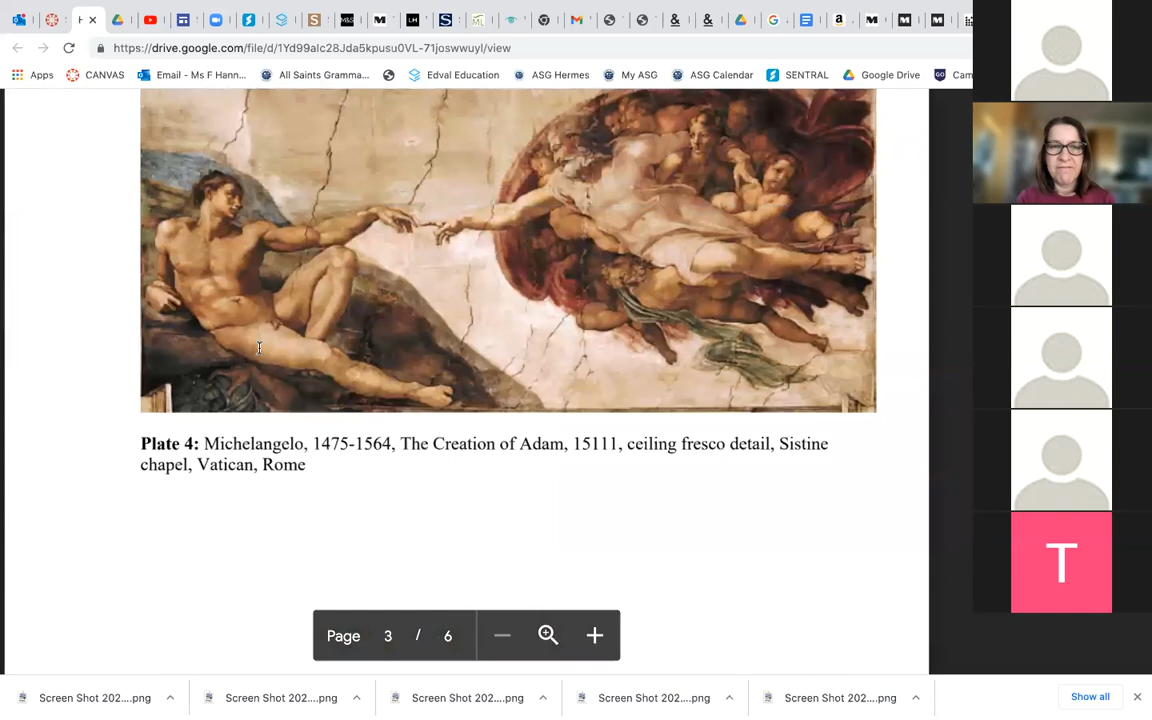 https://drive.google.com/file/d/1Yd99alc28Jda5kpusu0VL-71joswwuyl/view
Apps CANVAS Email - Ms F Hann... All Saints Gramma... Edval Education ASG Hermes My ASG ASG Calendar SENTRAL Google Drive Cam
Plate 4: Michelangelo, 1475-1564, The Creation of Adam, 15111, ceiling fresco detail, Sistine
chapel, Vatican, Rome
Page 3 / 6
T
Screen Shot 202....png Screen Shot 202....png Screen Shot 202....png Screen Shot 202....png Screen Shot 202....png Show all